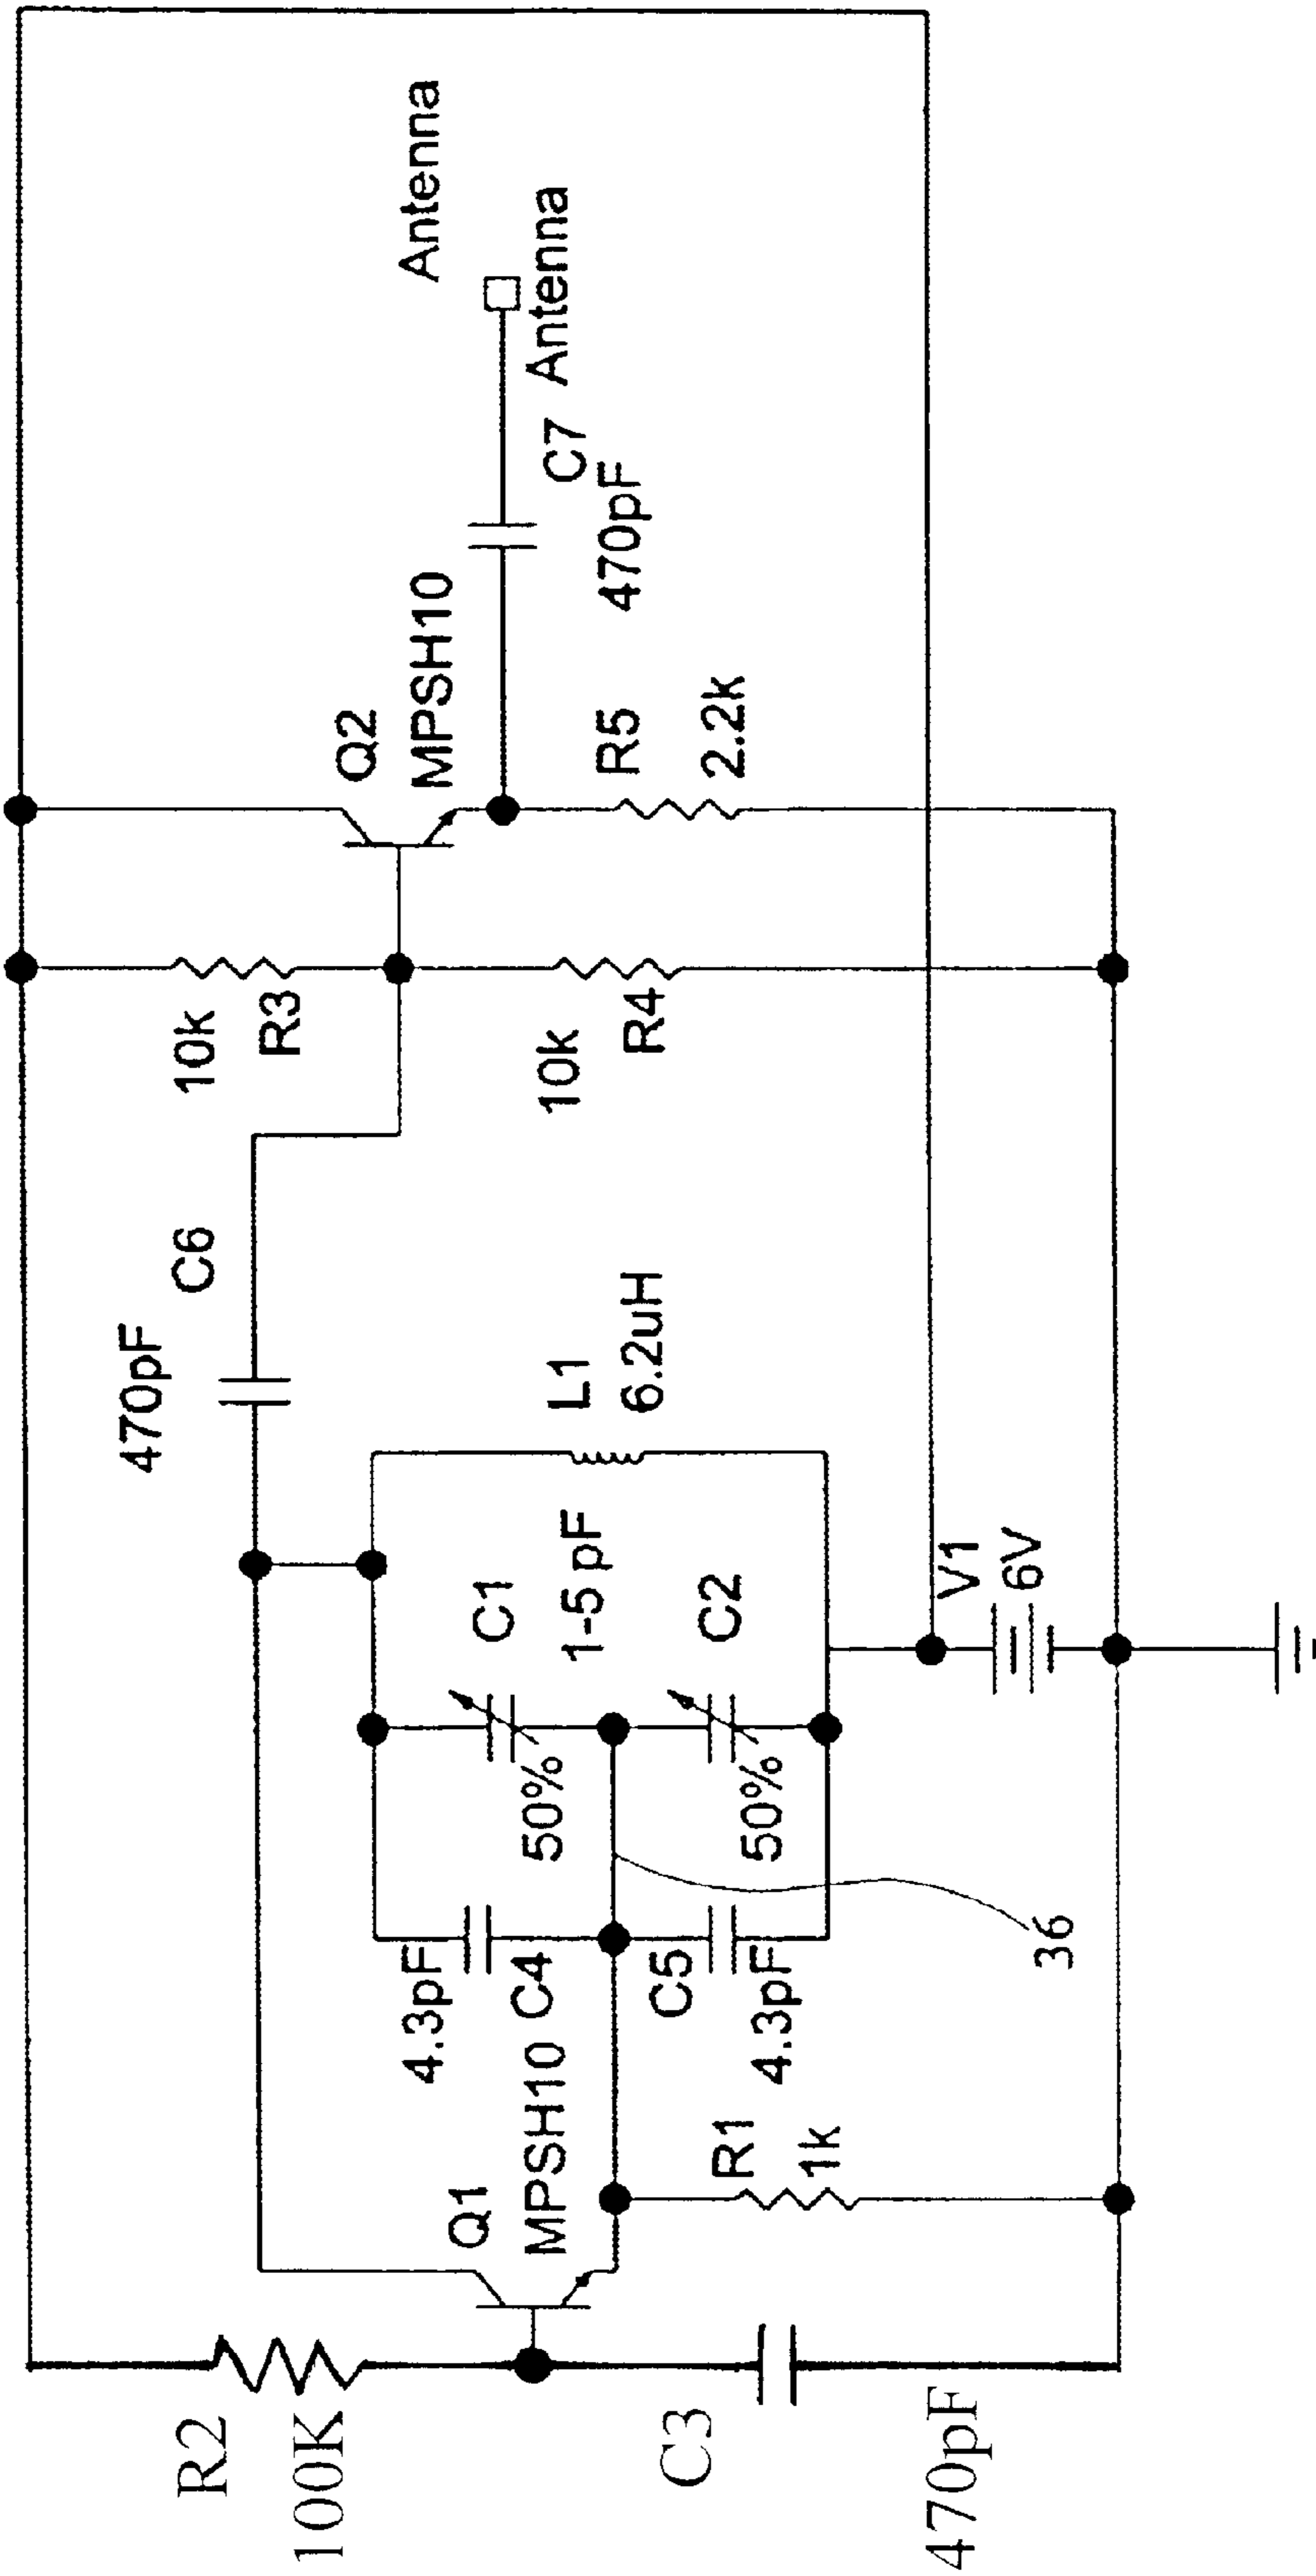 R2
100K
C3
470pF
Q1
MPSH10
R1
1k
4.3pF
C4
C5
4.3pF
36
50%
50%
C1
1-5 pF
C2
V1
6V
L1
6.2uH
470pF
C6
10k
R3
10k
R4
Q2
MPSH10
R5
2.2k
C7
470pF
Antenna
Antenna